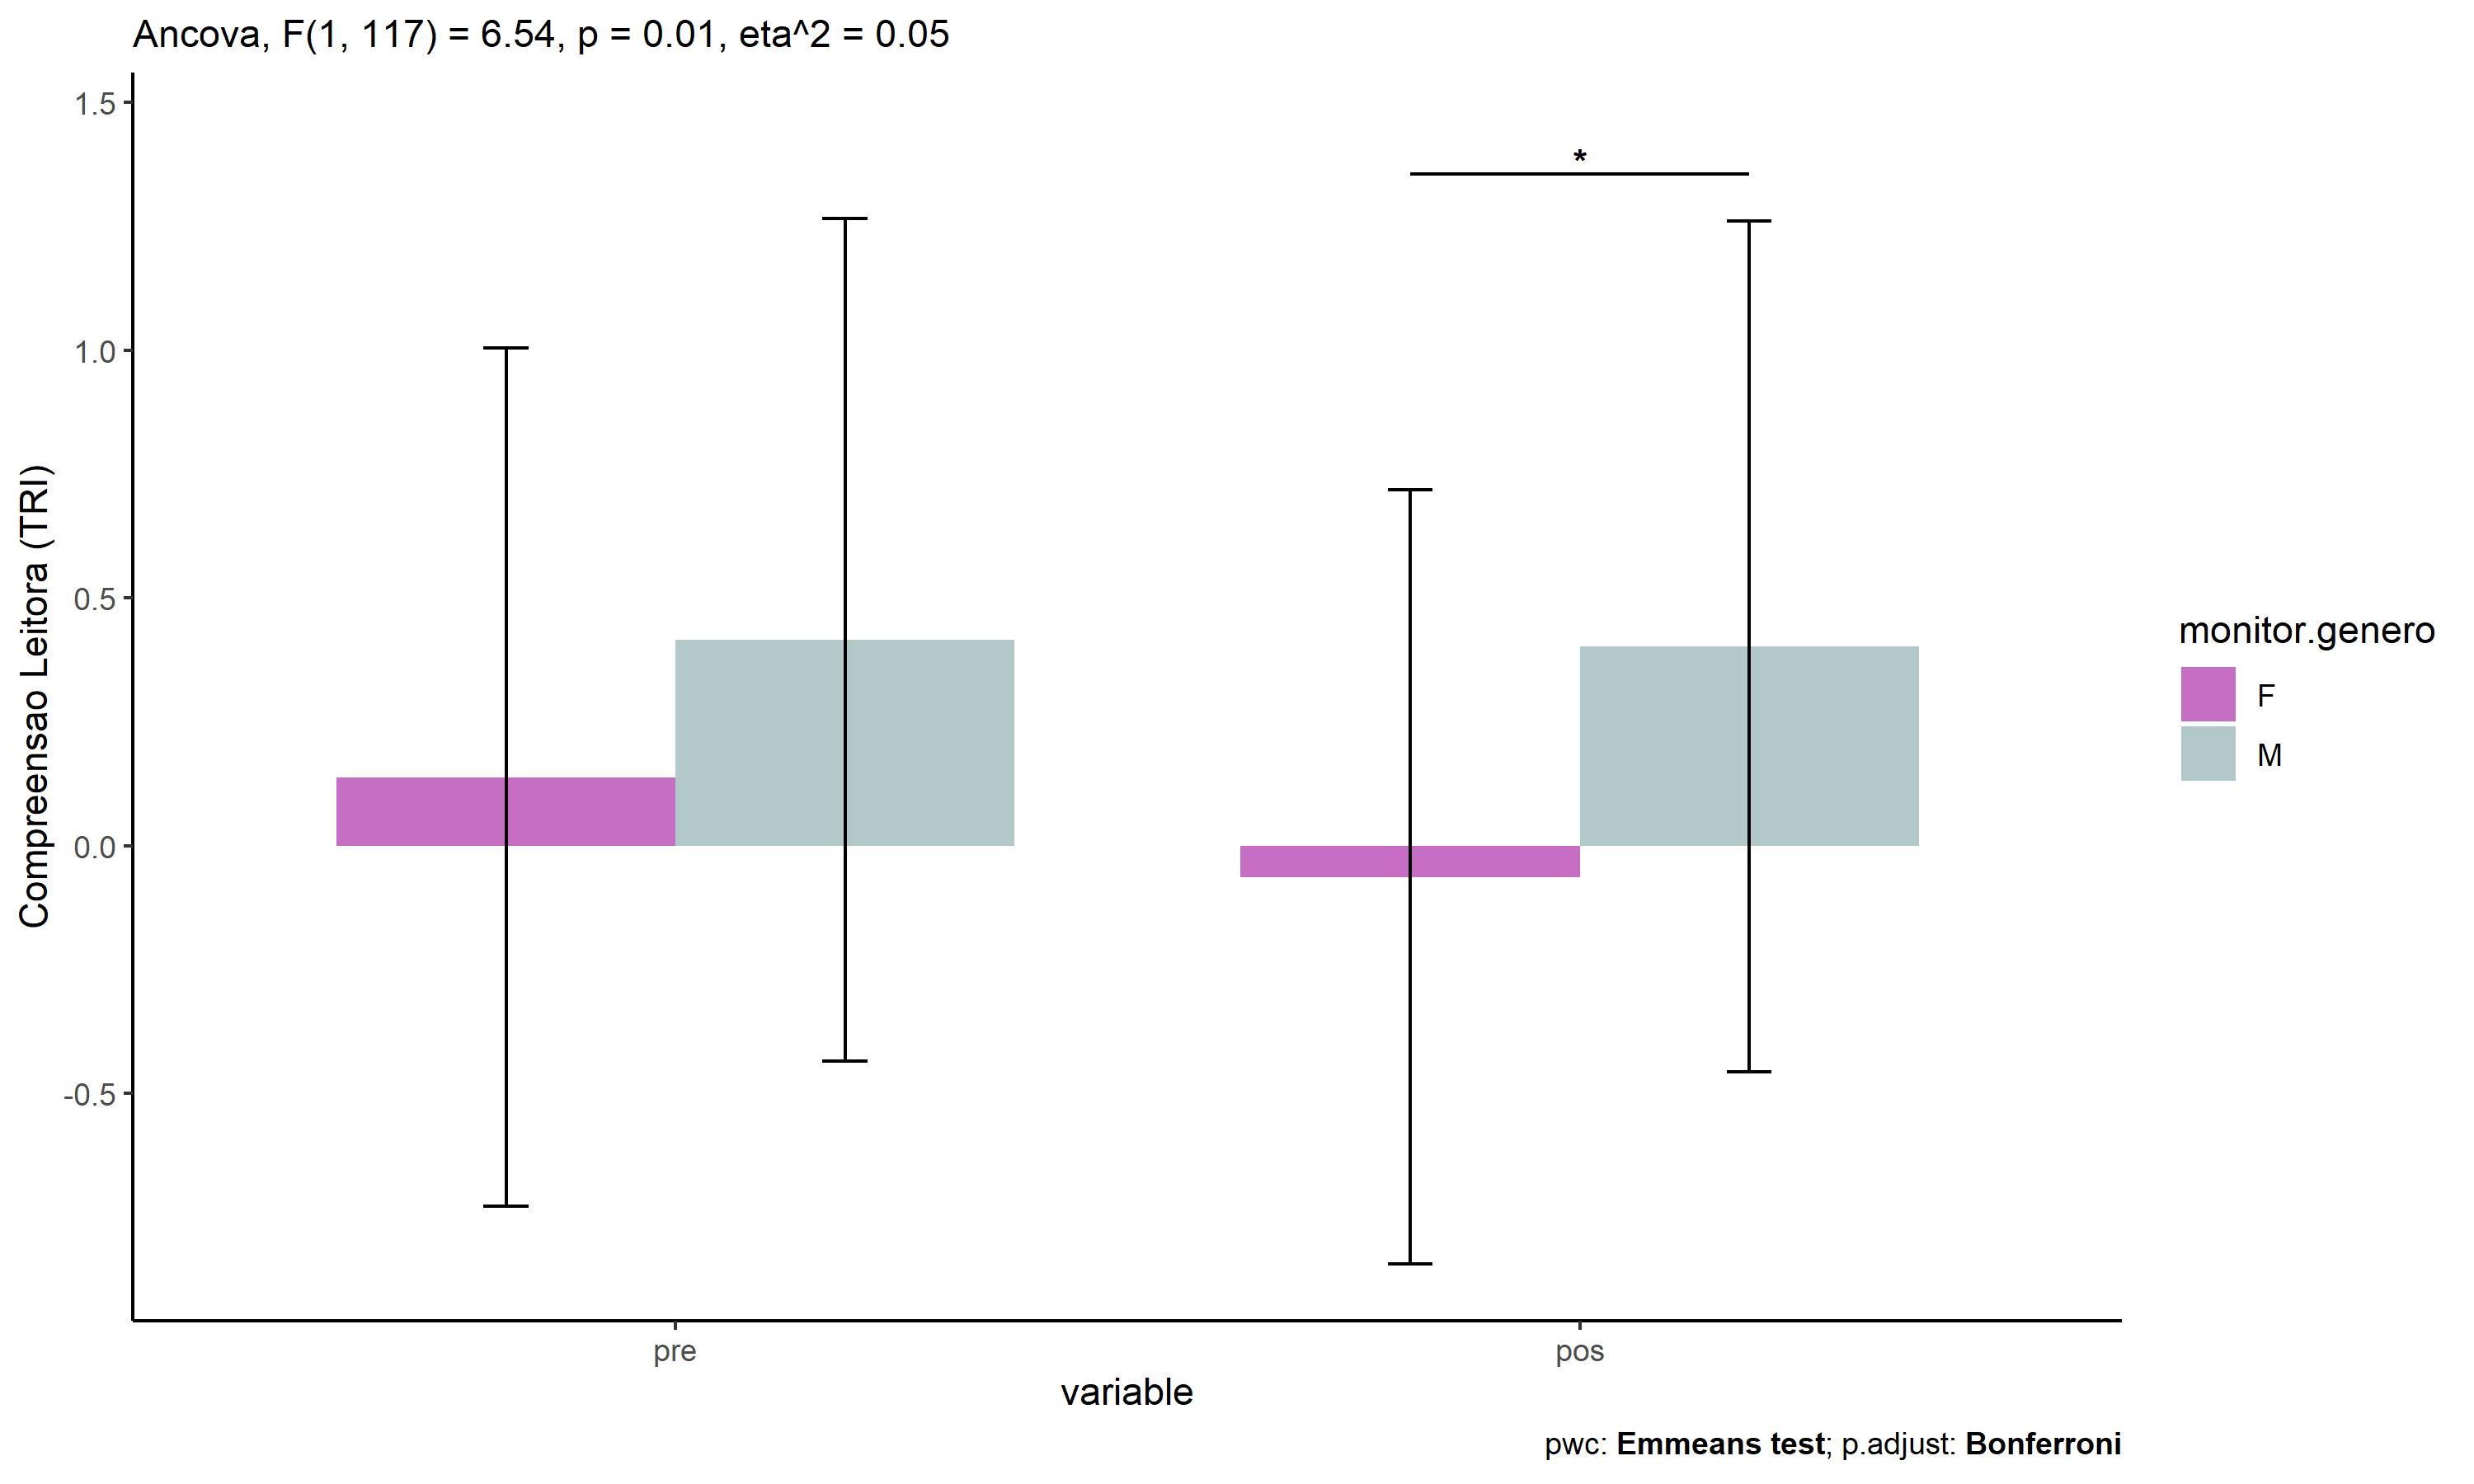 Ancova, F(1, 117) = 6.54, p = 0.01, eta^2 = 0.05
Compreensao Leitora (TRI)
1.5
1.0
0.5
0.0
-0.5
*
pre
pos
variable
monitor.genero
F
M
pwc: Emmeans test; p.adjust: Bonferroni